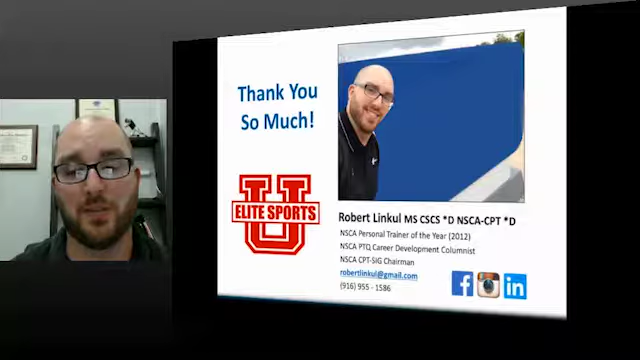 Thank You
So Much!
U
ELITE SPORTS
Robert Linkul MS CSCS *D NSCA-CPT *D
NSCA Personal Trainer of the Year (2012)
NSCA PTQ Career Development Columnist
NSCA CPT-SIG Chairman
robertlinkul@gmail.com
(916) 955 - 1586
f
in